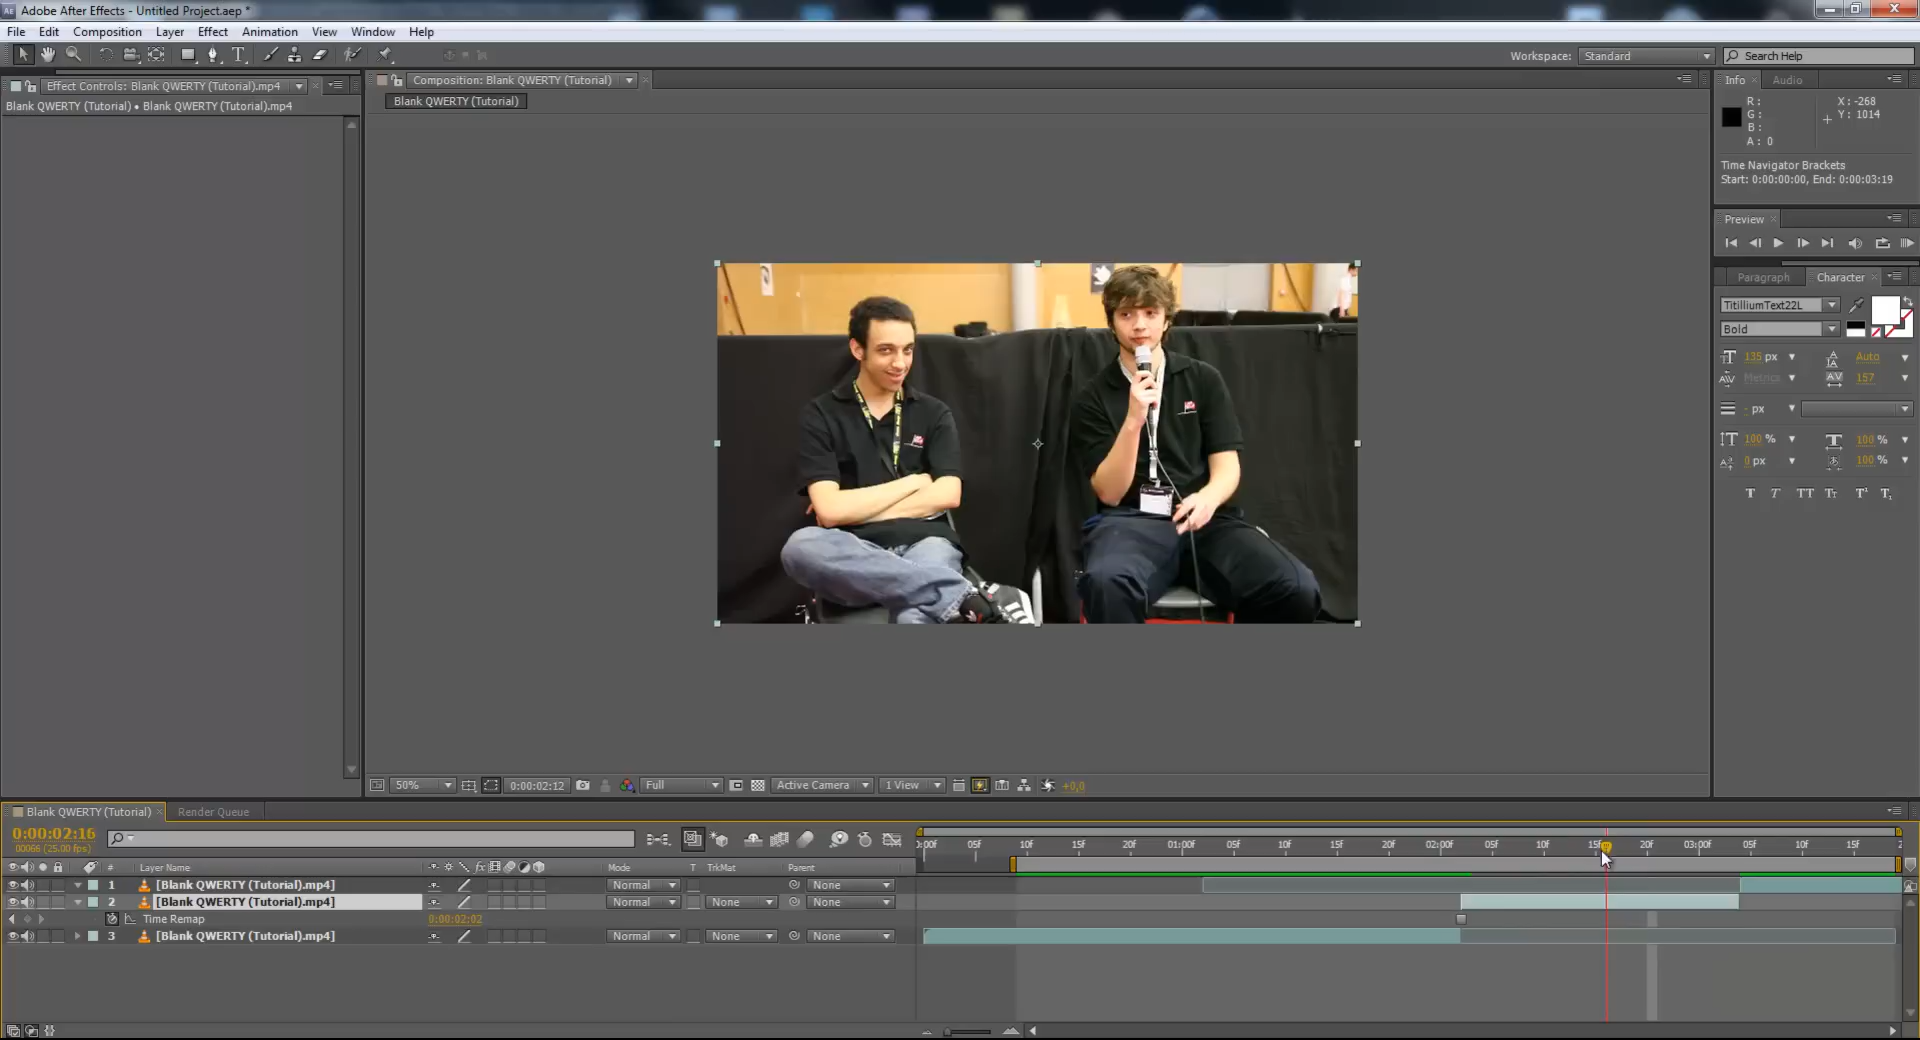 Adobe After Effects - Untitled Project.aep *
File Edit Composition Layer Effect Animation View Window Help
Workspace: Standard Search Help
Effect Controls: Blank QWERTY (Tutorial).mp4
Blank QWERTY (Tutorial) • Blank QWERTY (Tutorial).mp4
Composition: Blank QWERTY (Tutorial)
Blank QWERTY (Tutorial)
Info Audio
R :
G :
B :
A : 0
X : -268
Y : 1014
Time Navigator Brackets
Start: 0:00:00:00, End: 0:00:03:19
Preview
Paragraph Character
TitilliumText22L
Bold
135 px Auto
Metrics 157
- px
100 % 100 %
0 px 100 %
T T TT Tr T¹ T₁
50% 0:00:02:12 Full Active Camera 1 View +0,0
Blank QWERTY (Tutorial) Render Queue
0:00:02:16
00066 (25.00 fps)
# Layer Name Mode T TrkMat Parent
1 [Blank QWERTY (Tutorial).mp4] Normal None
2 [Blank QWERTY (Tutorial).mp4] Normal None None
Time Remap 0:00:02:02
3 [Blank QWERTY (Tutorial).mp4] Normal None None
0:00f 05f 10f 15f 20f 01:00f 05f 10f 15f 20f 02:00f 05f 10f 15f 20f 03:00f 05f 10f 15f 2